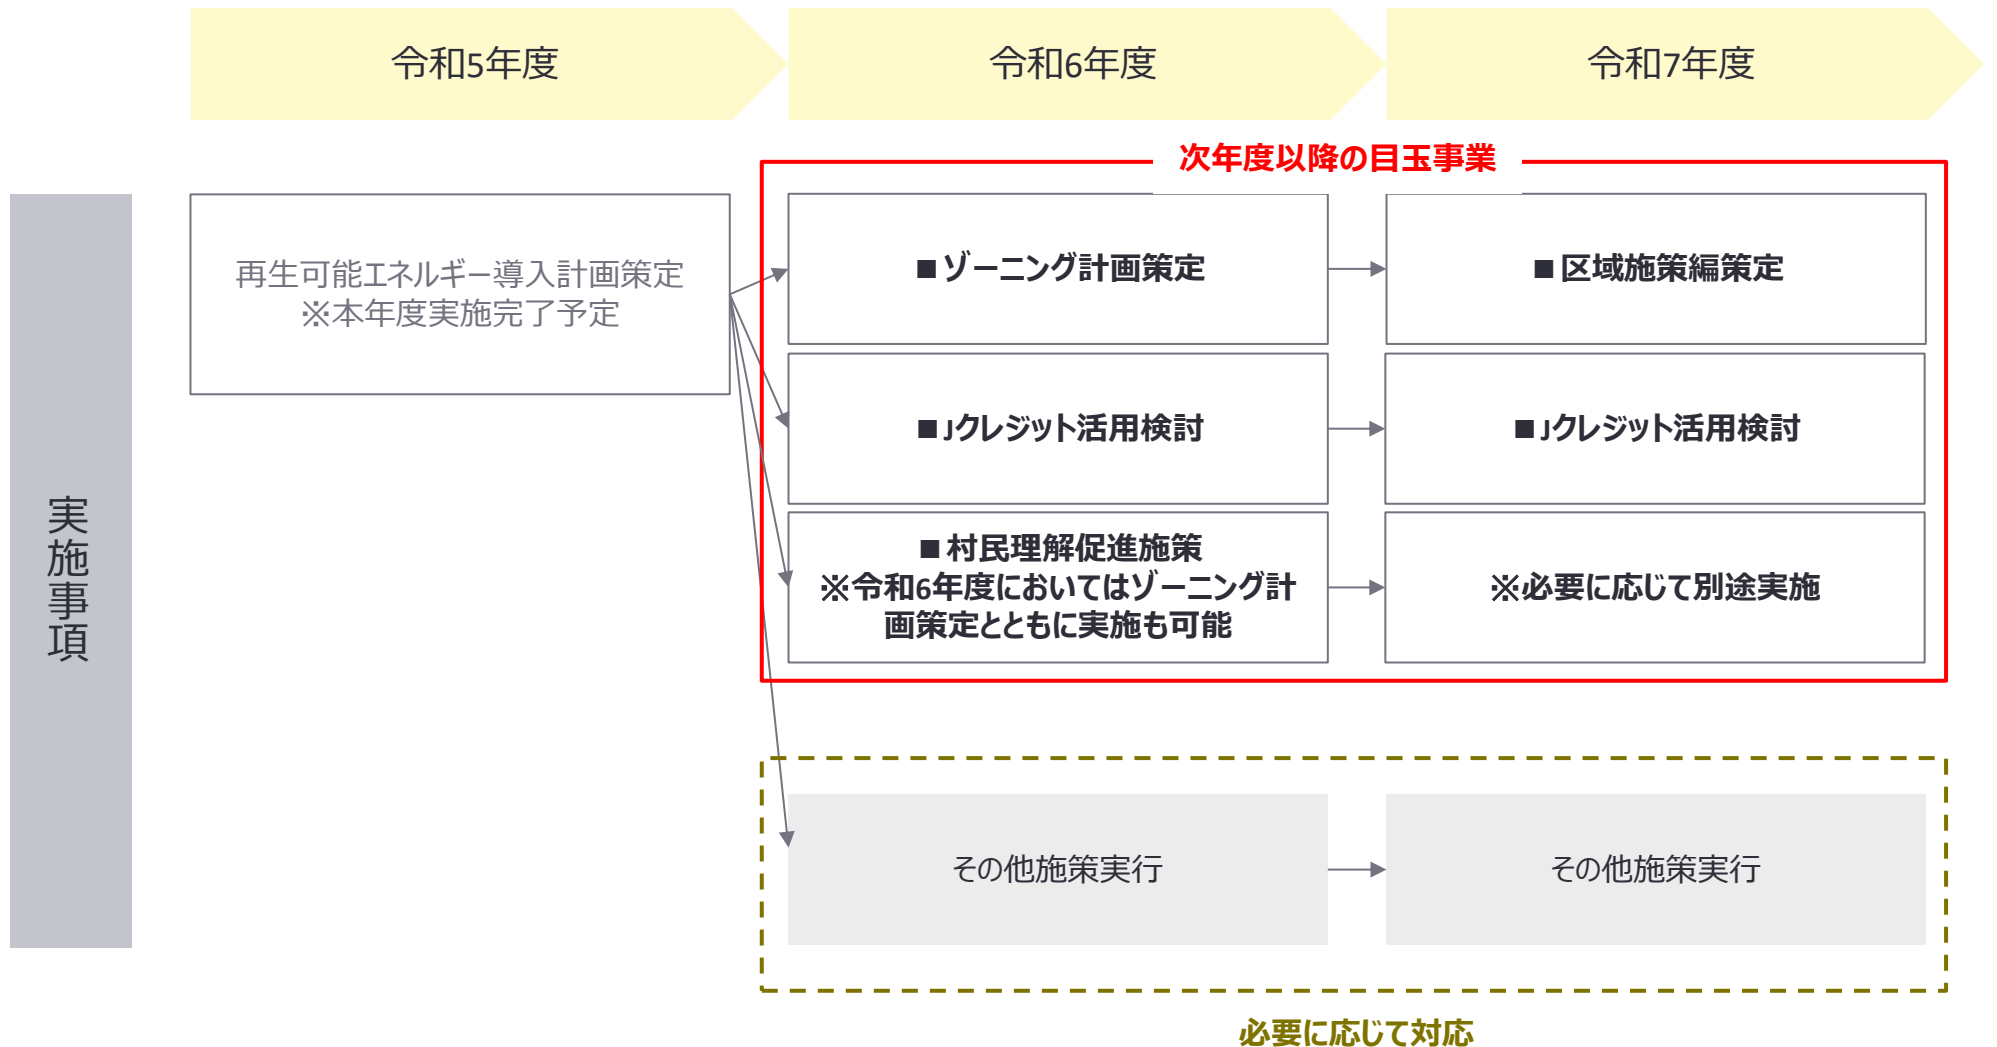 令和5年度
令和6年度
令和7年度
次年度以降の目玉事業
実施事項
再生可能エネルギー導入計画策定
※本年度実施完了予定
■ゾーニング計画策定
■区域施策編策定
■Jクレジット活用検討
■Jクレジット活用検討
■村民理解促進施策
※令和6年度においてはゾーニング計
画策定とともに実施も可能
※必要に応じて別途実施
その他施策実行
その他施策実行
必要に応じて対応